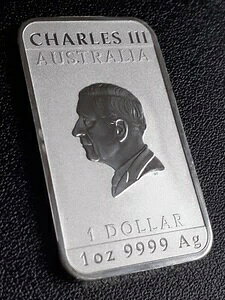 CHARLES III
AUSTRALIA
1 DOLLAR
1oz 9999 Ag